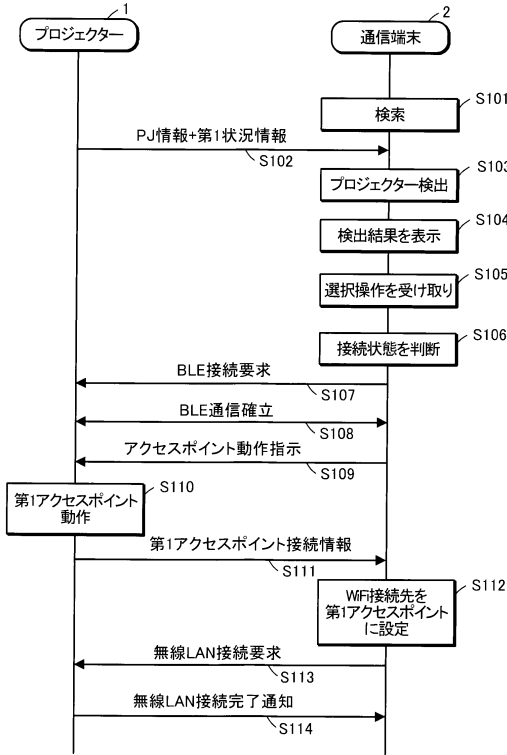 1
プロジェクター
2
通信端末
S101
検索
PJ情報+第1状況情報
S102
S103
プロジェクター検出
S104
検出結果を表示
S105
選択操作を受け取り
S106
接続状態を判断
BLE接続要求
S107
BLE通信確立
S108
アクセスポイント動作指示
S109
S110
第1アクセスポイント
動作
第1アクセスポイント接続情報
S111
S112
WiFi接続先を
第1アクセスポイント
に設定
無線LAN接続要求
S113
無線LAN接続完了通知
S114